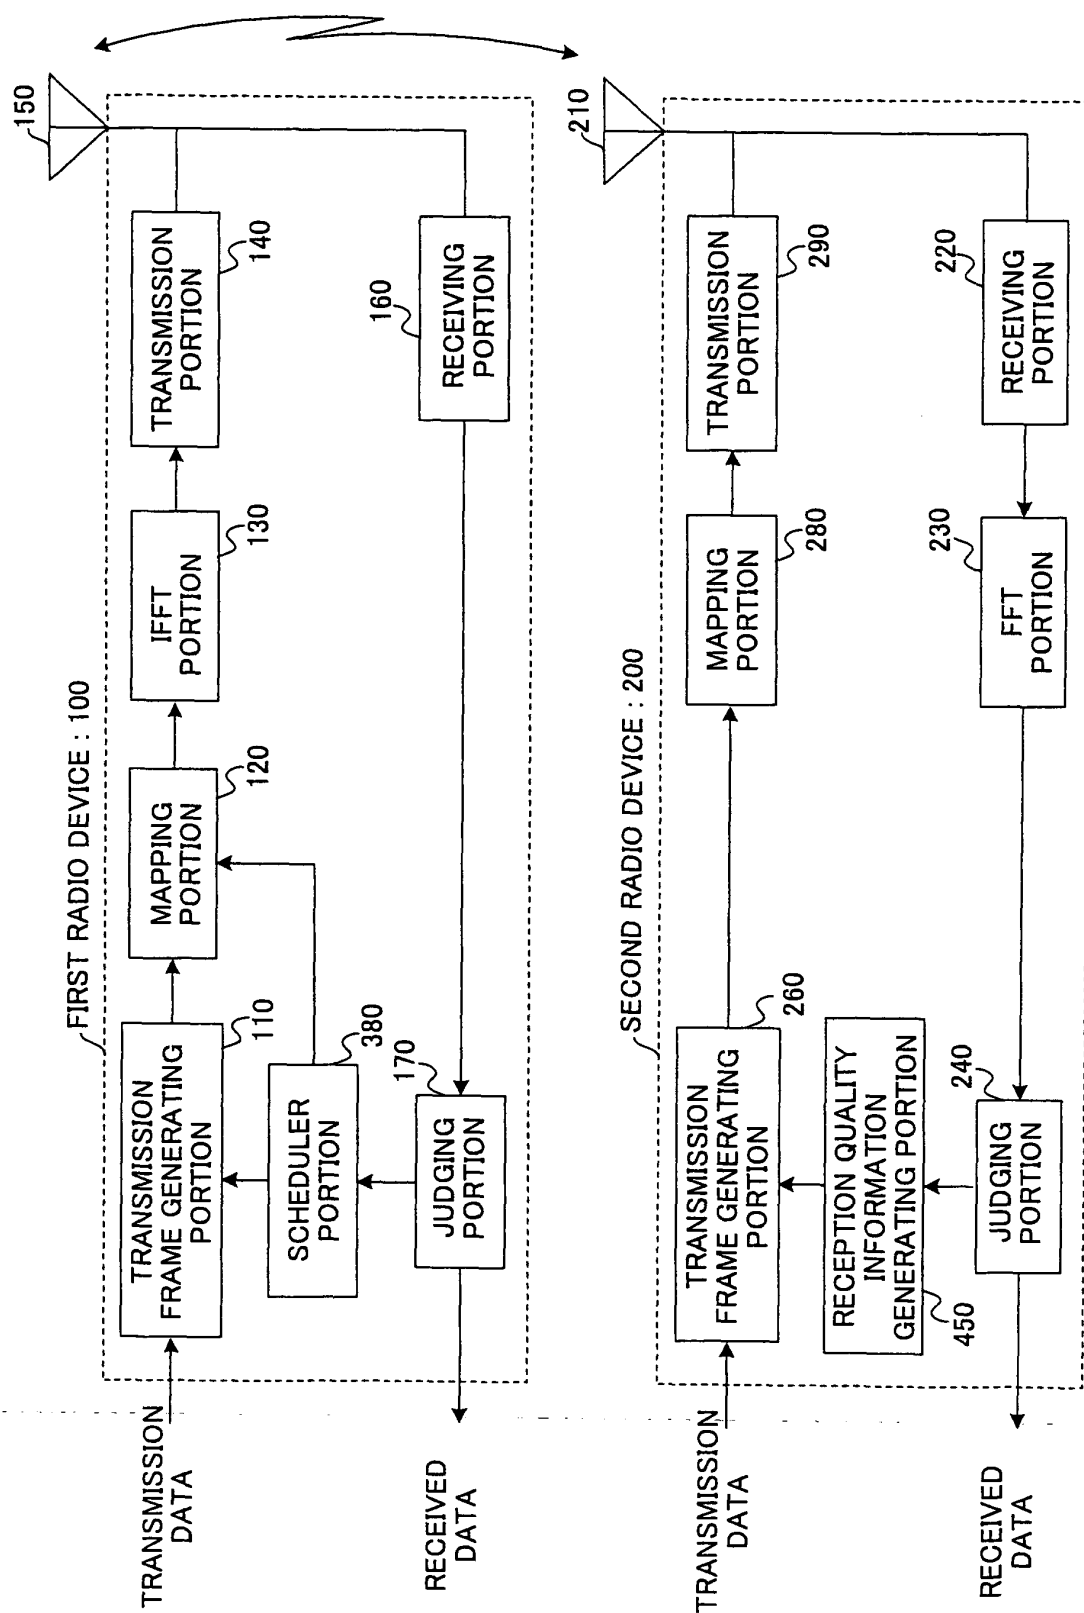 FIRST RADIO DEVICE : 100
150
TRANSMISSION
DATA
TRANSMISSION
FRAME GENERATING
PORTION
110
MAPPING
PORTION
120
IFFT
PORTION
130
TRANSMISSION
PORTION
140
SCHEDULER
PORTION
380
RECEIVED
DATA
JUDGING
PORTION
170
RECEIVING
PORTION
160
SECOND RADIO DEVICE : 200
210
TRANSMISSION
DATA
TRANSMISSION
FRAME GENERATING
PORTION
260
MAPPING
PORTION
280
TRANSMISSION
PORTION
290
RECEPTION QUALITY
INFORMATION
GENERATING PORTION
450
RECEIVED
DATA
JUDGING
PORTION
240
FFT
PORTION
230
RECEIVING
PORTION
220